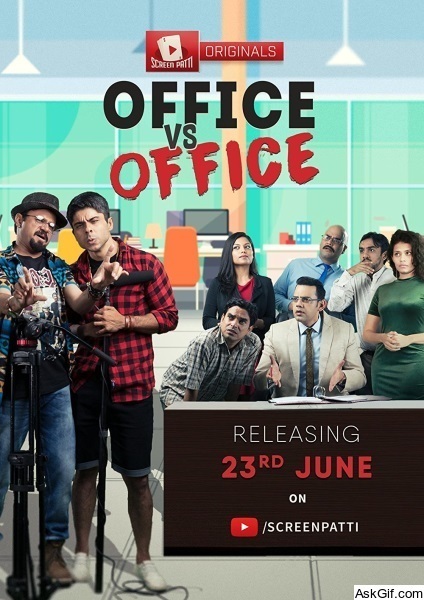 SCREEN PATTI
ORIGINALS
OFFICE
VS
OFFICE
RELEASING
23RD JUNE
ON
/SCREENPATTI
AskGif.com